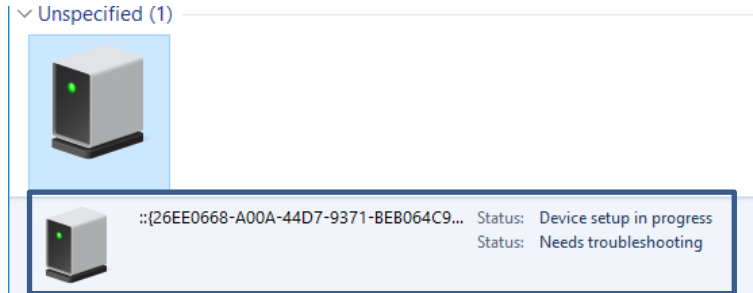 Unspecified (1)
::{26EE0668-A00A-44D7-9371-BEB064C9... Status: Device setup in progress
Status: Needs troubleshooting